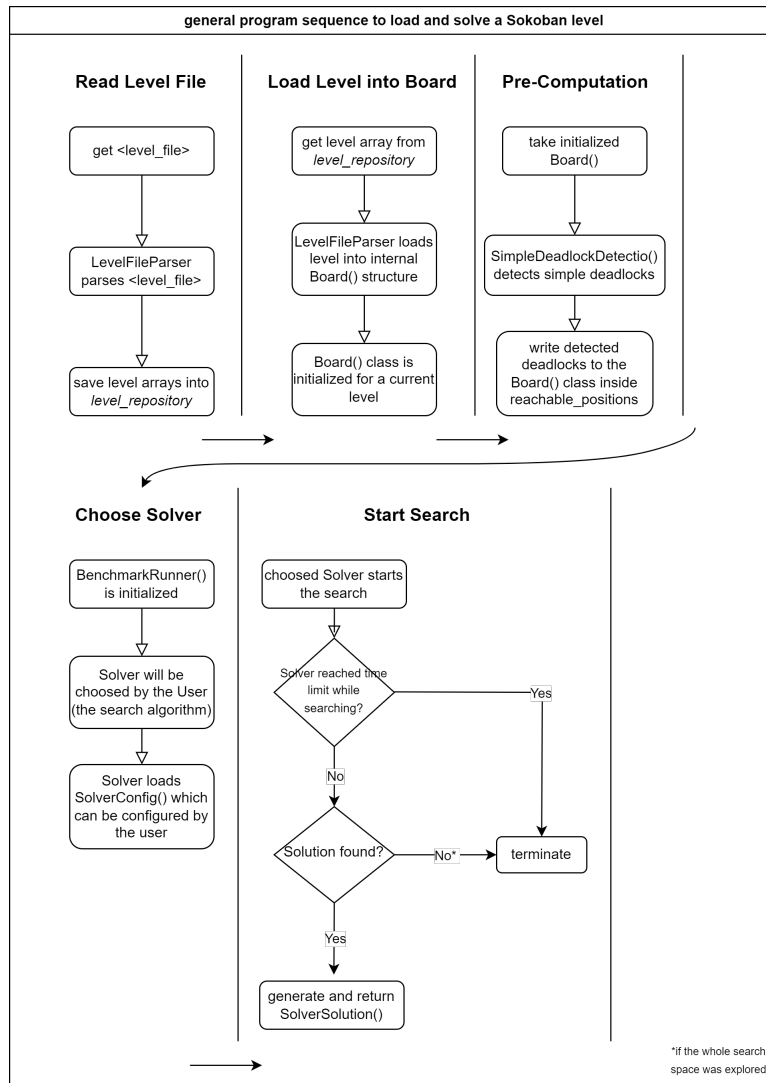 general program sequence to load and solve a Sokoban level
Read Level File
get <level_file>
LevelFileParser
parses <level_file>
save level arrays into
level_repository
Load Level into Board
get level array from
level_repository
LevelFileParser loads
level into internal
Board() structure
Board() class is
initialized for a current
level
Pre-Computation
take initialized
Board()
SimpleDeadlockDetectio()
detects simple deadlocks
write detected
deadlocks to the
Board() class inside
reachable_positions
Choose Solver
BenchmarkRunner()
is initialized
Solver will be
choosed by the User
(the search algorithm)
Solver loads
SolverConfig() which
can be configured by
the user
Start Search
choosed Solver starts
the search
Solver reached time
limit while
searching?
Yes
No
Solution found?
No*
terminate
Yes
generate and return
SolverSolution()
*if the whole search
space was explored